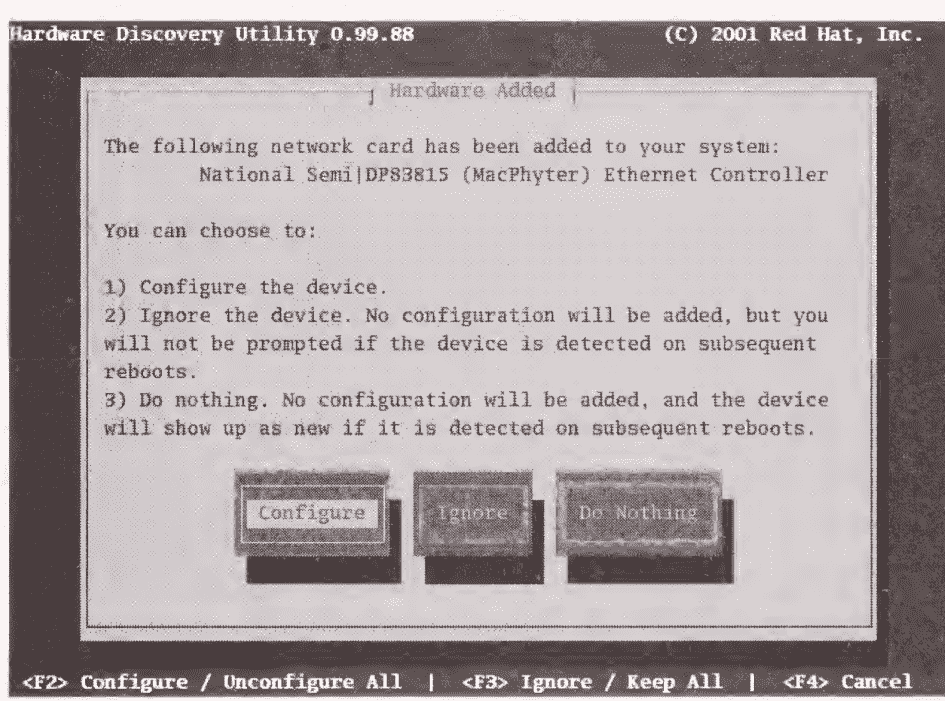 Hardware Discovery Utility 0.99.88 (C) 2001 Red Hat, Inc.
Hardware Added
The following network card has been added to your system:
National Semi|DP83815 (MacPhyter) Ethernet Controller
You can choose to:
1) Configure the device.
2) Ignore the device. No configuration will be added, but you
will not be prompted if the device is detected on subsequent
reboots.
3) Do nothing. No configuration will be added, and the device
will show up as new if it is detected on subsequent reboots.
Configure Ignore Do Nothing
<F2> Configure / Unconfigure All | <F3> Ignore / Keep All | <F4> Cancel